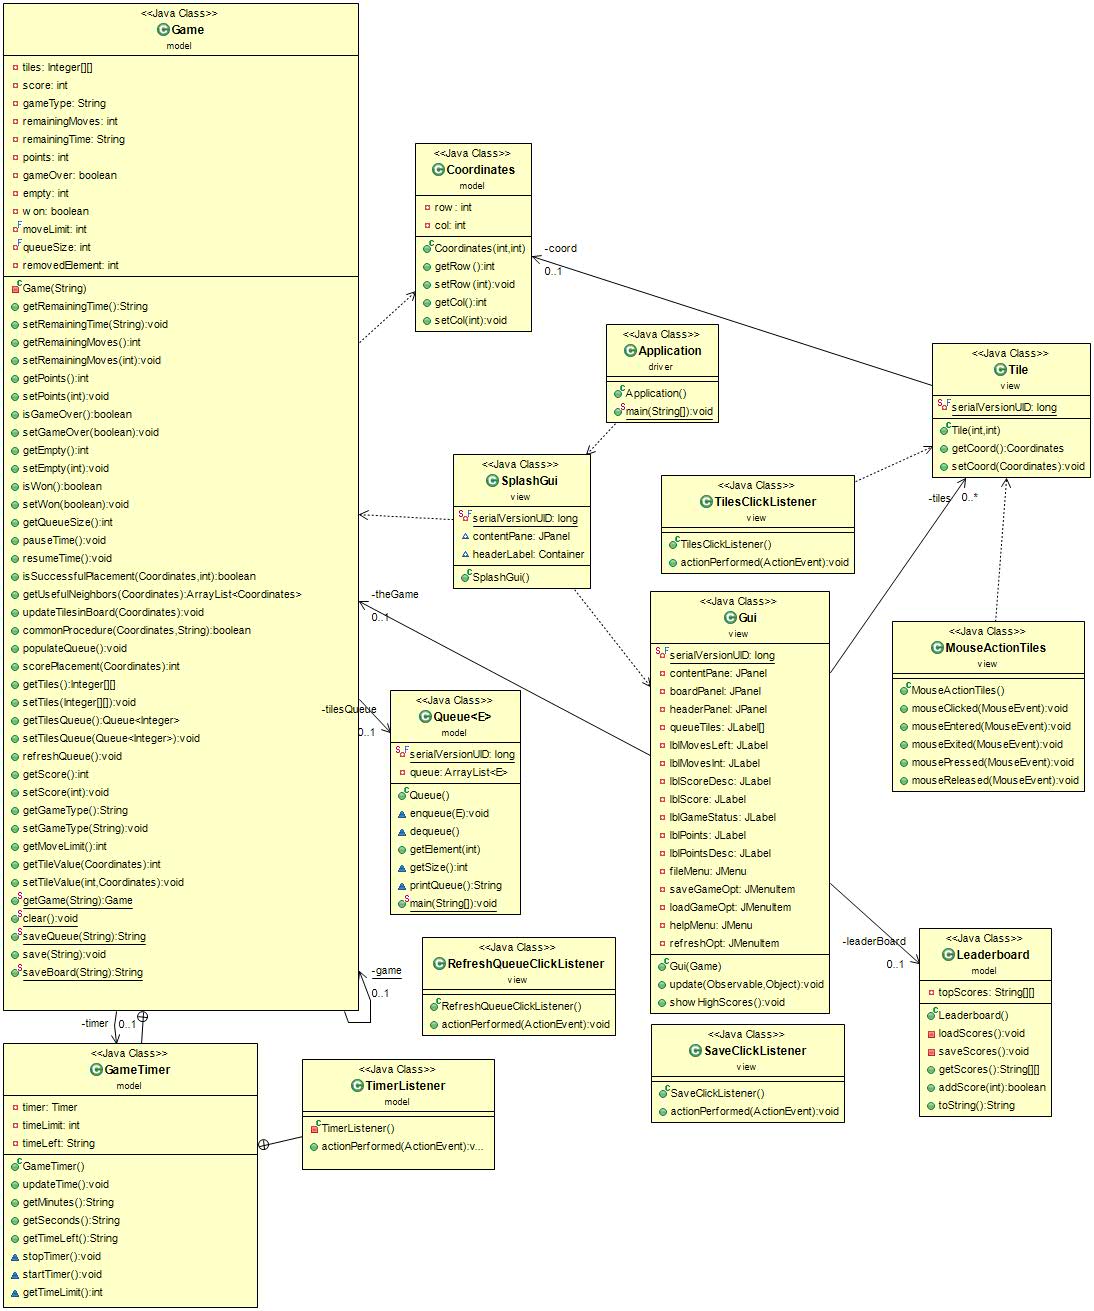 <<Java Class>>
Game
model
tiles: Integer[][]
score: int
gameType: String
remainingMoves: int
remainingTime: String
points: int
gameOver: boolean
empty: int
won: boolean
moveLimit: int
queueSize: int
removedElement: int
Game(String)
getRemainingTime():String
setRemainingTime(String):void
getRemainingMoves():int
setRemainingMoves(int):void
getPoints():int
setPoints(int):void
isGameOver():boolean
setGameOver(boolean):void
getEmpty():int
setEmpty(int):void
isWon():boolean
setWon(boolean):void
getQueueSize():int
pauseTime():void
resumeTime():void
isSuccessfulPlacement(Coordinates,int):boolean
getUsefulNeighbors(Coordinates):ArrayList<Coordinates>
updateTilesinBoard(Coordinates):void
commonProcedure(Coordinates,String):boolean
populateQueue():void
scorePlacement(Coordinates):int
getTiles():Integer[][]
setTiles(Integer[][]):void
getTilesQueue():Queue<Integer>
setTilesQueue(Queue<Integer>):void
refreshQueue():void
getScore():int
setScore(int):void
getGameType():String
setGameType(String):void
getMoveLimit():int
getTileValue(Coordinates):int
setTileValue(int,Coordinates):void
getGame(String):Game
clear():void
saveQueue(String):String
save(String):void
saveBoard(String):String
<<Java Class>>
Coordinates
model
row: int
col: int
Coordinates(int,int)
getRow():int
setRow(int):void
getCol():int
setCol(int):void
-coord
0..1
<<Java Class>>
Application
driver
Application()
main(String[]):void
<<Java Class>>
Tile
view
serialVersionUID: long
Tile(int,int)
getCoord():Coordinates
setCoord(Coordinates):void
-tiles
0..*
<<Java Class>>
SplashGui
view
serialVersionUID: long
contentPane: JPanel
headerLabel: Container
SplashGui()
<<Java Class>>
TilesClickListener
view
TilesClickListener()
actionPerformed(ActionEvent):void
-theGame
0..1
<<Java Class>>
Gui
view
serialVersionUID: long
contentPane: JPanel
boardPanel: JPanel
headerPanel: JPanel
queueTiles: JLabel[]
lblMovesLeft: JLabel
lblMovesInt: JLabel
lblScoreDesc: JLabel
lblScore: JLabel
lblGameStatus: JLabel
lblPoints: JLabel
lblPointsDesc: JLabel
fileMenu: JMenu
saveGameOpt: JMenuItem
loadGameOpt: JMenuItem
helpMenu: JMenu
refreshOpt: JMenuItem
Gui(Game)
update(Observable,Object):void
showHighScores():void
<<Java Class>>
MouseActionTiles
view
MouseActionTiles()
mouseClicked(MouseEvent):void
mouseEntered(MouseEvent):void
mouseExited(MouseEvent):void
mousePressed(MouseEvent):void
mouseReleased(MouseEvent):void
-tilesQueue
0..1
<<Java Class>>
Queue<E>
model
serialVersionUID: long
queue: ArrayList<E>
Queue()
enqueue(E):void
dequeue()
getElement(int)
getSize():int
printQueue():String
main(String[]):void
-leaderBoard
0..1
<<Java Class>>
Leaderboard
model
topScores: String[][]
Leaderboard()
loadScores():void
saveScores():void
getScores():String[][]
addScore(int):boolean
toString():String
<<Java Class>>
RefreshQueueClickListener
view
RefreshQueueClickListener()
actionPerformed(ActionEvent):void
-game
0..1
<<Java Class>>
SaveClickListener
view
SaveClickListener()
actionPerformed(ActionEvent):void
-timer
0..1
<<Java Class>>
GameTimer
model
timer: Timer
timeLimit: int
timeLeft: String
GameTimer()
updateTime():void
getMinutes():String
getSeconds():String
getTimeLeft():String
stopTimer():void
startTimer():void
getTimeLimit():int
<<Java Class>>
TimerListener
model
TimerListener()
actionPerformed(ActionEvent):v...